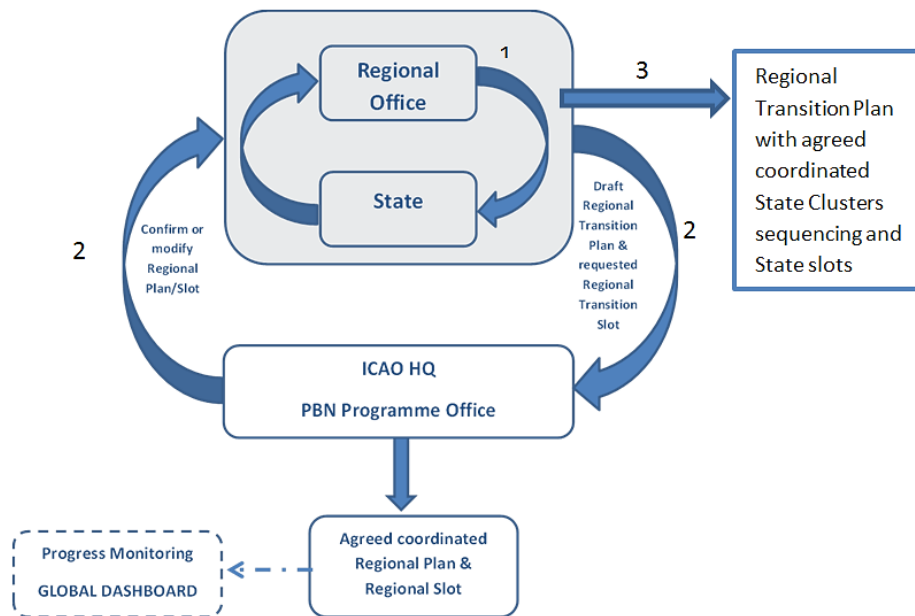 Regional
Office
1
State
3
Regional
Transition Plan
with agreed
coordinated
State Clusters
sequencing and
State slots
2
Confirm or
modify
Regional
Plan/Slot
Draft
Regional
Transition
Plan &
requested
Regional
Transition
Slot
2
ICAO HQ
PBN Programme Office
Agreed coordinated
Regional Plan &
Regional Slot
Progress Monitoring
GLOBAL DASHBOARD